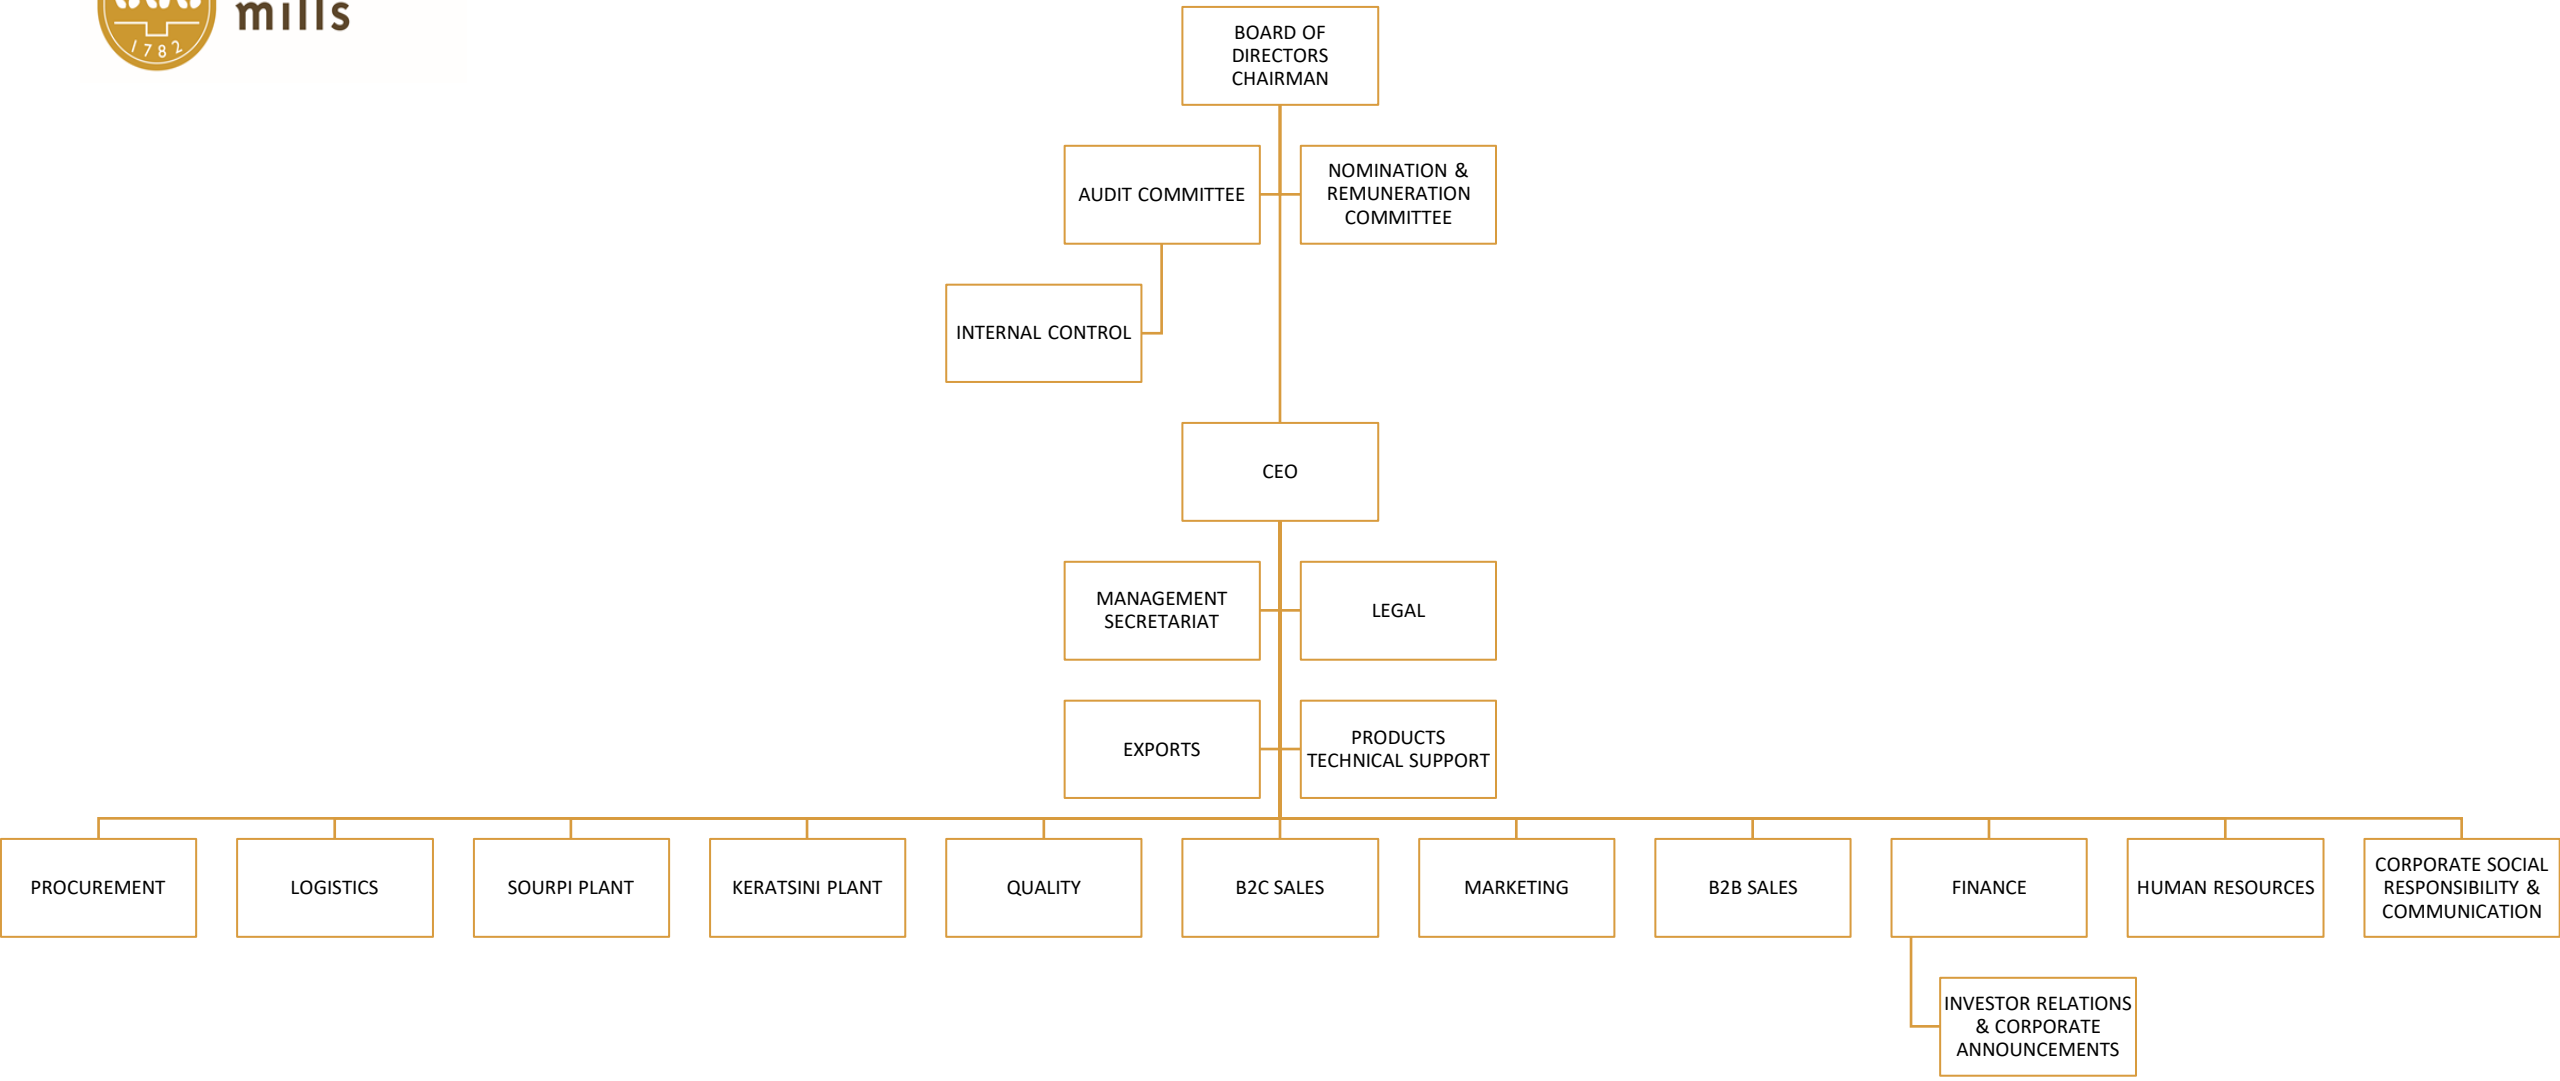 mills
1782
BOARD OF
DIRECTORS
CHAIRMAN
AUDIT COMMITTEE
NOMINATION &
REMUNERATION
COMMITTEE
INTERNAL CONTROL
CEO
MANAGEMENT
SECRETARIAT
LEGAL
EXPORTS
PRODUCTS
TECHNICAL SUPPORT
PROCUREMENT
LOGISTICS
SOURPI PLANT
KERATSINI PLANT
QUALITY
B2C SALES
MARKETING
B2B SALES
FINANCE
HUMAN RESOURCES
CORPORATE SOCIAL
RESPONSIBILITY &
COMMUNICATION
INVESTOR RELATIONS
& CORPORATE
ANNOUNCEMENTS